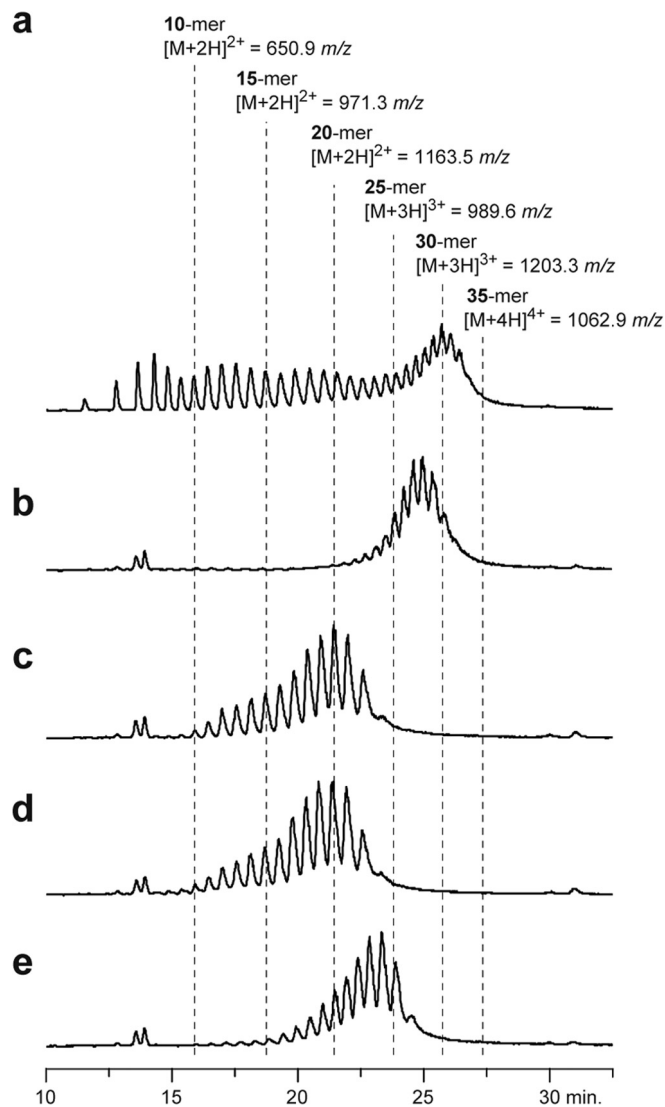 a
10-mer
[M+2H]2+ = 650.9 m/z
15-mer
[M+2H]2+ = 971.3 m/z
20-mer
[M+2H]2+ = 1163.5 m/z
25-mer
[M+3H]3+ = 989.6 m/z
30-mer
[M+3H]3+ = 1203.3 m/z
35-mer
[M+4H]4+ = 1062.9 m/z
b
c
d
e
10 15 20 25 30 min.